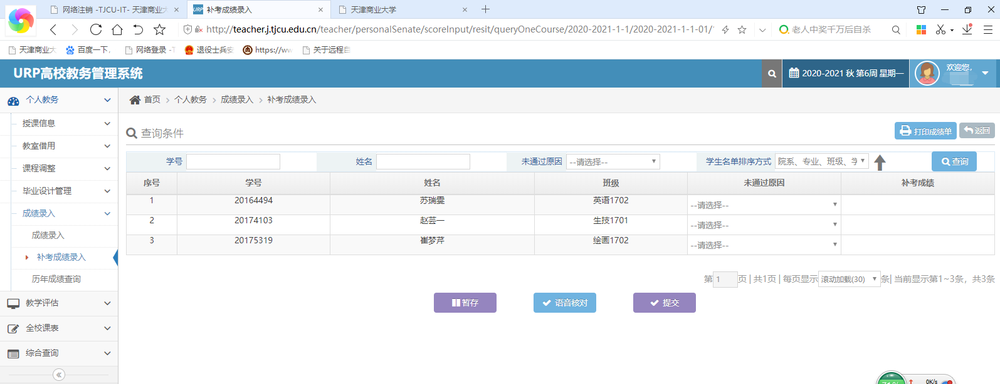 网络注销 -TJCU-IT- 天津商业大
URP 补考成绩录入
天津商业大学
http://teacher.j.tjcu.edu.cn/teacher/personalSenate/scoreInput/resit/queryOneCourse/2020-2021-1-1/2020-2021-1-1-01/
老人中奖千万后自杀
天津商业大
百度一下,
网络登录 -T
退役士兵安
https://ww
关于远程自
URP高校教务管理系统
2020-2021 秋 第6周 星期一
欢迎您,
个人教务
首页 > 个人教务 > 成绩录入 > 补考成绩录入
授课信息
教室借用
课程调整
毕业设计管理
成绩录入
成绩录入
补考成绩录入
历年成绩查询
教学评估
全校课表
综合查询
查询条件
打印成绩单
返回
学号 姓名 未通过原因 --请选择-- 学生名单排序方式 院系、专业、班级、学 查询
序号 学号 姓名 班级 未通过原因 补考成绩
1 20164494 苏瑞雯 英语1702 --请选择--
2 20174103 赵芸一 生技1701 --请选择--
3 20175319 崔梦芹 绘画1702 --请选择--
第 1 页 | 共1页 | 每页显示 滚动加载(30) 条| 当前显示第1~3条，共3条
暂存 语音核对 提交
71%
0K/s